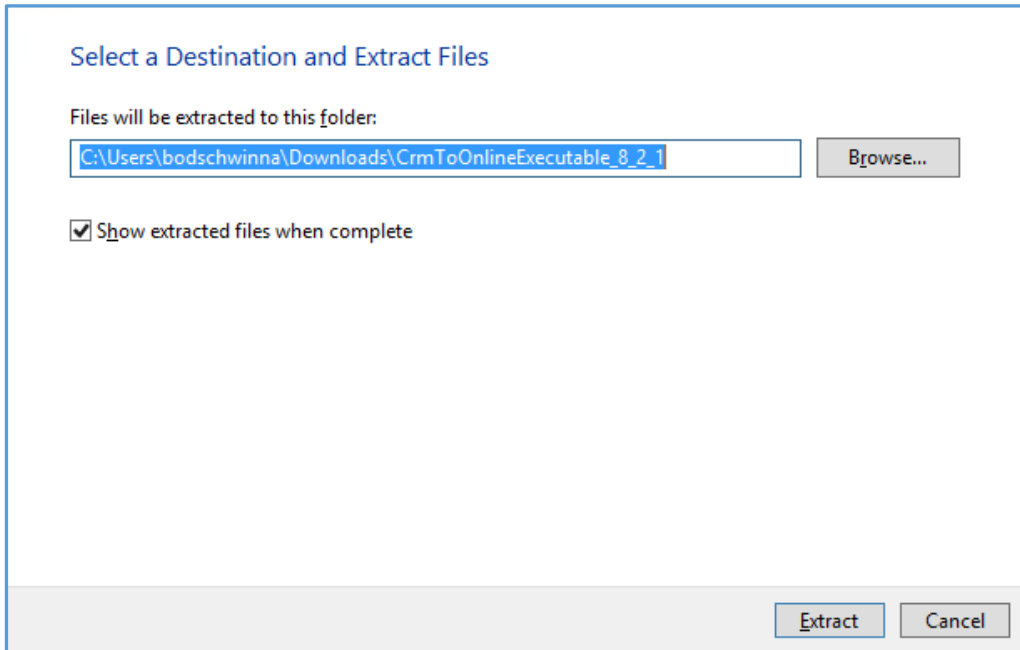 Select a Destination and Extract Files
Files will be extracted to this folder:
C:\Users\bodschwinna\Downloads\CrmToOnlineExecutable_8_2_1
Browse...
Show extracted files when complete
Extract
Cancel